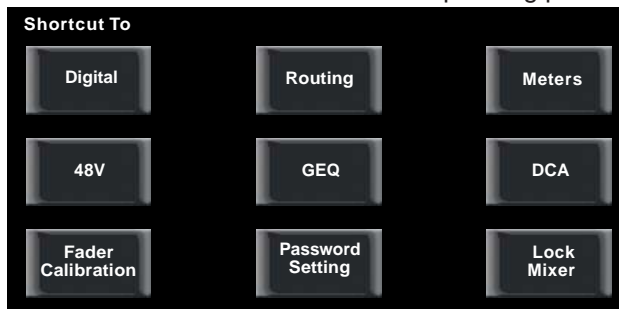 Shortcut To
Digital
Routing
Meters
48V
GEQ
DCA
Fader
Calibration
Password
Setting
Lock
Mixer